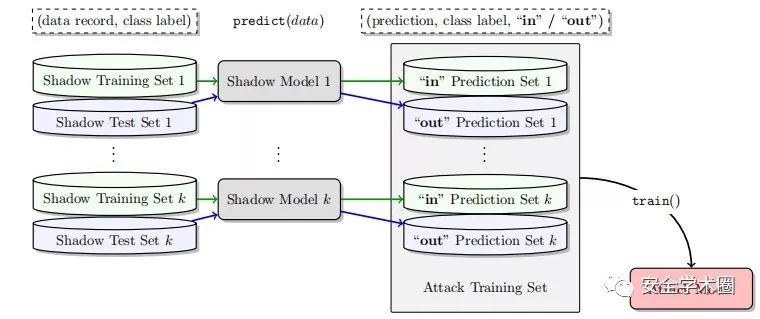 (data record, class label) predict(data) (prediction, class label, “in” / “out”)
Shadow Training Set 1 Shadow Model 1 “in” Prediction Set 1
Shadow Test Set 1 “out” Prediction Set 1
⋮ ⋮ ⋮
Shadow Training Set k Shadow Model k “in” Prediction Set k
train()
Shadow Test Set k “out” Prediction Set k
Attack Training Set
安全学术圈